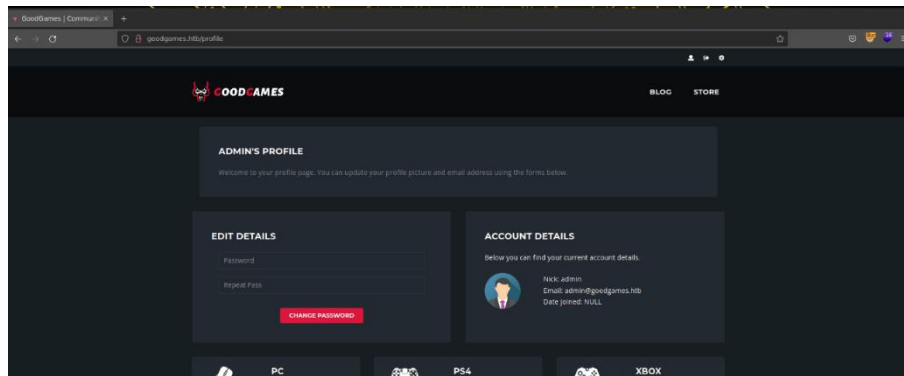 GoodGames | Communit
goodgames.htb/profile
GOODGAMES
BLOG STORE
ADMIN'S PROFILE
Welcome to your profile page. You can update your profile picture and email address using the forms below.
EDIT DETAILS
Password
Repeat Pass
CHANGE PASSWORD
ACCOUNT DETAILS
Below you can find your current account details.
Nick: admin
Email: admin@goodgames.htb
Date joined: NULL
PC PS4 XBOX